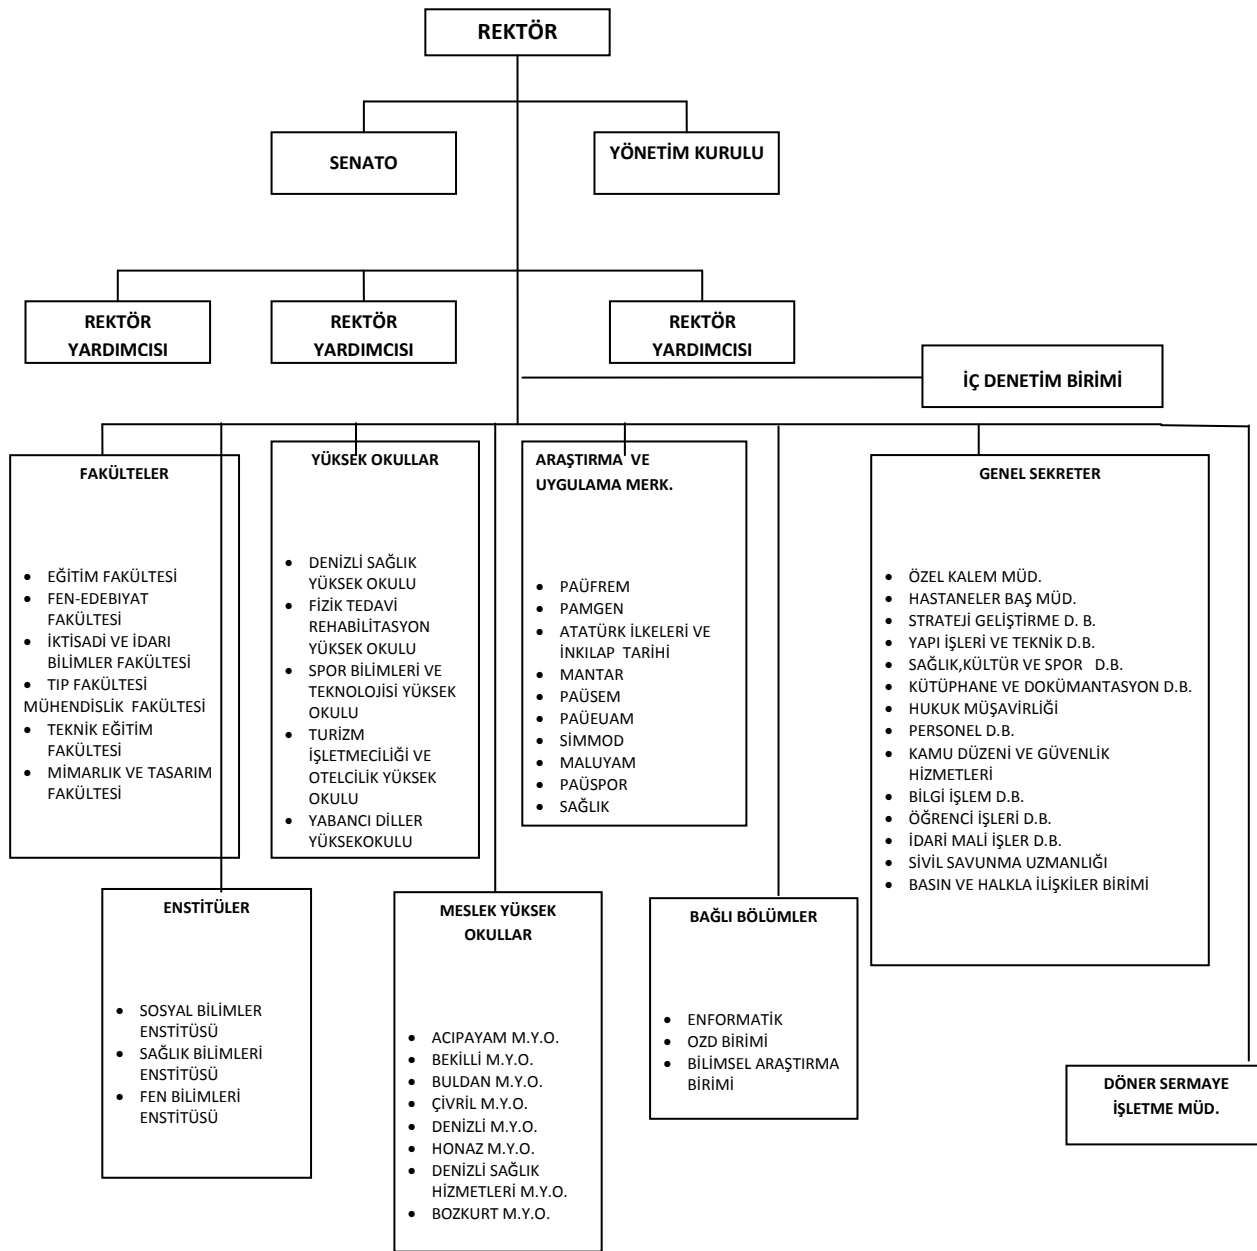 REKTÖR
SENATO
YÖNETİM KURULU
REKTÖR
YARDIMCISI
REKTÖR
YARDIMCISI
REKTÖR
YARDIMCISI
İÇ DENETİM BİRİMİ
FAKÜLTELER
• EĞİTİM FAKÜLTESİ
• FEN-EDEBIYAT
FAKÜLTESİ
• İKTİSADİ VE İDARI
BİLİMLER FAKÜLTESİ
• TIP FAKÜLTESİ
MÜHENDİSLİK FAKÜLTESİ
• TEKNİK EĞİTİM
FAKÜLTESİ
• MİMARLIK VE TASARIM
FAKÜLTESİ
YÜKSEK OKULLAR
• DENİZLİ SAĞLIK
YÜKSEK OKULU
• FİZİK TEDAVİ
REHABİLİTASYON
YÜKSEK OKULU
• SPOR BİLİMLERİ VE
TEKNOLOJİSİ YÜKSEK
OKULU
• TURİZM
İŞLETMECİLİĞİ VE
OTELCİLİK YÜKSEK
OKULU
• YABANCI DİLLER
YÜKSEKOKULU
ARAŞTIRMA VE
UYGULAMA MERK.
• PAÜFREM
• PAMGEN
• ATATÜRK İLKELERİ VE
İNKILAP TARİHİ
• MANTAR
• PAÜSEM
• PAÜEUAM
• SİMMOD
• MALUYAM
• PAÜSPOR
• SAĞLIK
GENEL SEKRETER
• ÖZEL KALEM MÜD.
• HASTANELER BAŞ MÜD.
• STRATEJİ GELİŞTİRME D. B.
• YAPI İŞLERİ VE TEKNİK D.B.
• SAĞLIK,KÜLTÜR VE SPOR D.B.
• KÜTÜPHANE VE DOKÜMANTASYON D.B.
• HUKUK MÜŞAVİRLİĞİ
• PERSONEL D.B.
• KAMU DÜZENİ VE GÜVENLİK
HİZMETLERİ
• BİLGİ İŞLEM D.B.
• ÖĞRENCİ İŞLERİ D.B.
• İDARİ MALİ İŞLER D.B.
• SİVİL SAVUNMA UZMANLIĞI
• BASIN VE HALKLA İLİŞKİLER BİRİMİ
ENSTİTÜLER
• SOSYAL BİLİMLER
ENSTİTÜSÜ
• SAĞLIK BİLİMLERİ
ENSTİTÜSÜ
• FEN BİLİMLERİ
ENSTİTÜSÜ
MESLEK YÜKSEK
OKULLAR
• ACIPAYAM M.Y.O.
• BEKİLLİ M.Y.O.
• BULDAN M.Y.O.
• ÇİVRİL M.Y.O.
• DENİZLİ M.Y.O.
• HONAZ M.Y.O.
• DENİZLİ SAĞLIK
HİZMETLERİ M.Y.O.
• BOZKURT M.Y.O.
BAĞLI BÖLÜMLER
• ENFORMATİK
• OZD BİRİMİ
• BİLİMSEL ARAŞTIRMA
BİRİMİ
DÖNER SERMAYE
İŞLETME MÜD.